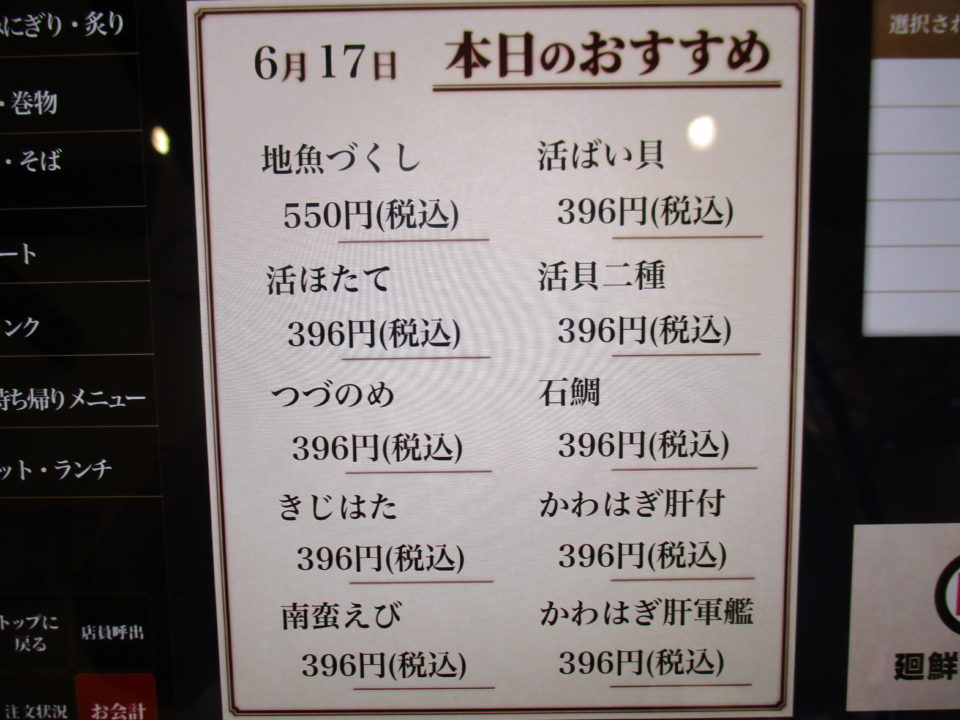 にぎり・炙り
・巻物
・そば
ート
ンク
持ち帰りメニュー
ット・ランチ
トップに
戻る
店員呼出
注文状況
お会計
6月17日 本日のおすすめ
地魚づくし
550円(税込)
活ばい貝
396円(税込)
活ほたて
396円(税込)
活貝二種
396円(税込)
つづのめ
396円(税込)
石鯛
396円(税込)
きじはた
396円(税込)
かわはぎ肝付
396円(税込)
南蛮えび
396円(税込)
かわはぎ肝軍艦
396円(税込)
選択され
廻鮮